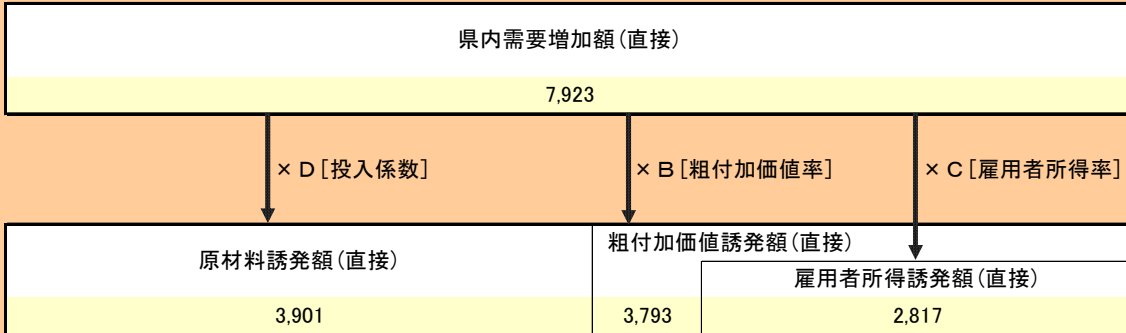 県内需要増加額(直接)
7,923
× D [投入係数]
× B [粗付加価値率]
× C [雇用者所得率]
原材料誘発額(直接)
粗付加価値誘発額(直接)
雇用者所得誘発額(直接)
3,901
3,793
2,817